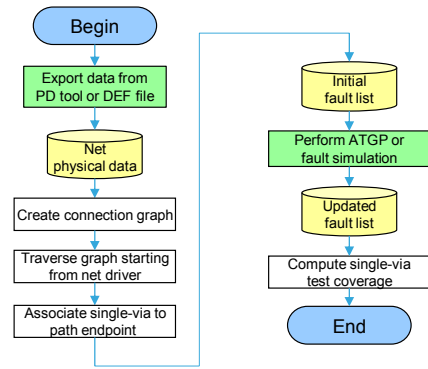 Begin
Export data from
PD tool or DEF file
Net
physical data
Create connection graph
Traverse graph starting
from net driver
Associate single-via to
path endpoint
Initial
fault list
Perform ATGP or
fault simulation
Updated
fault list
Compute single-via
test coverage
End